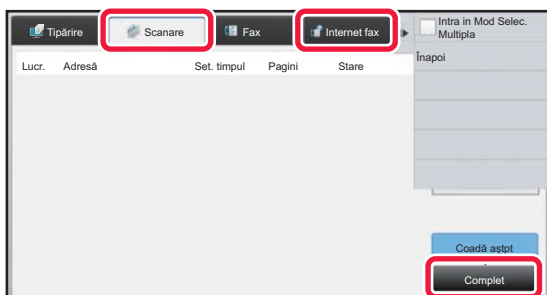 Tipărire Scanare Fax Internet fax
Intra in Mod Selec.
Multipla
Lucr. Adresă Set. timpul Pagini Stare
Înapoi
Coadă aştpt
Complet